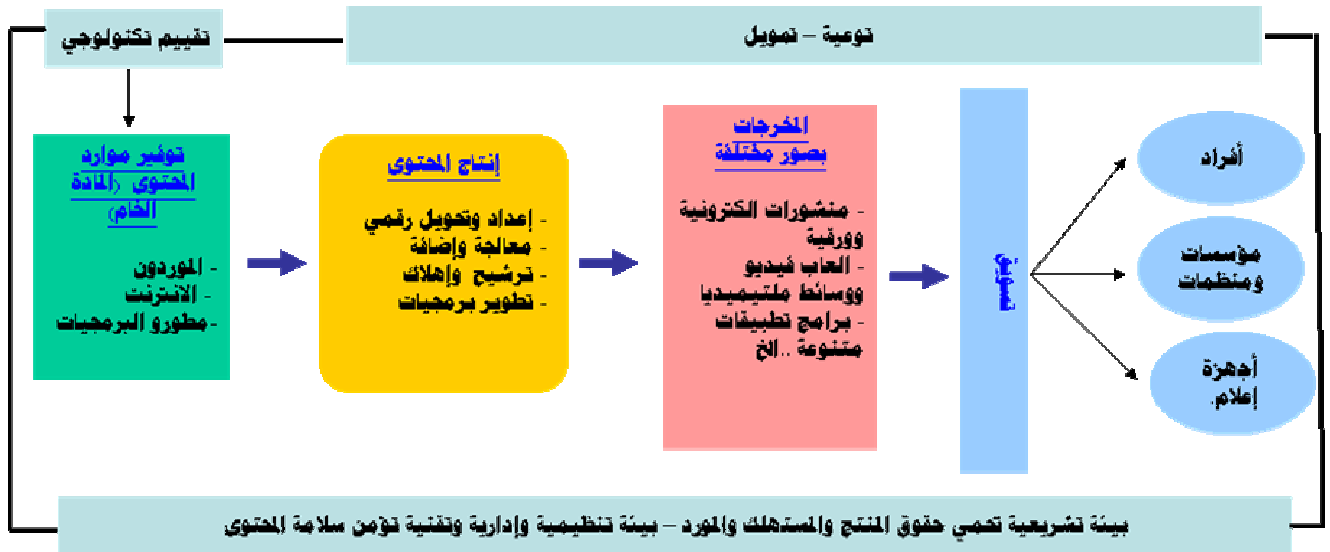 تقييم تكنولوجي
توعية – تمويل
توفير موارد
المحتوى (المادة
الخام)
- الموردون
- الانترنت
-مطورو البرمجيات
إنتاج المحتوى
- إعداد وتحويل رقمي
- معالجة وإضافة
- ترشيح وإهلاك
- تطوير برمجيات
المخرجات
بصور مختلفة
- منشورات الكترونية
وورقية
- العاب فيديو
ووسائط ملتيميديا
- برامج تطبيقات
متنوعة ..الخ
تسويق
أفراد
مؤسسات
ومنظمات
أجهزة
إعلام.
بيئة تشريعية تحمي حقوق المنتج والمستهلك والمورد – بيئة تنظيمية وإدارية وتقنية تؤمن سلامة المحتوى